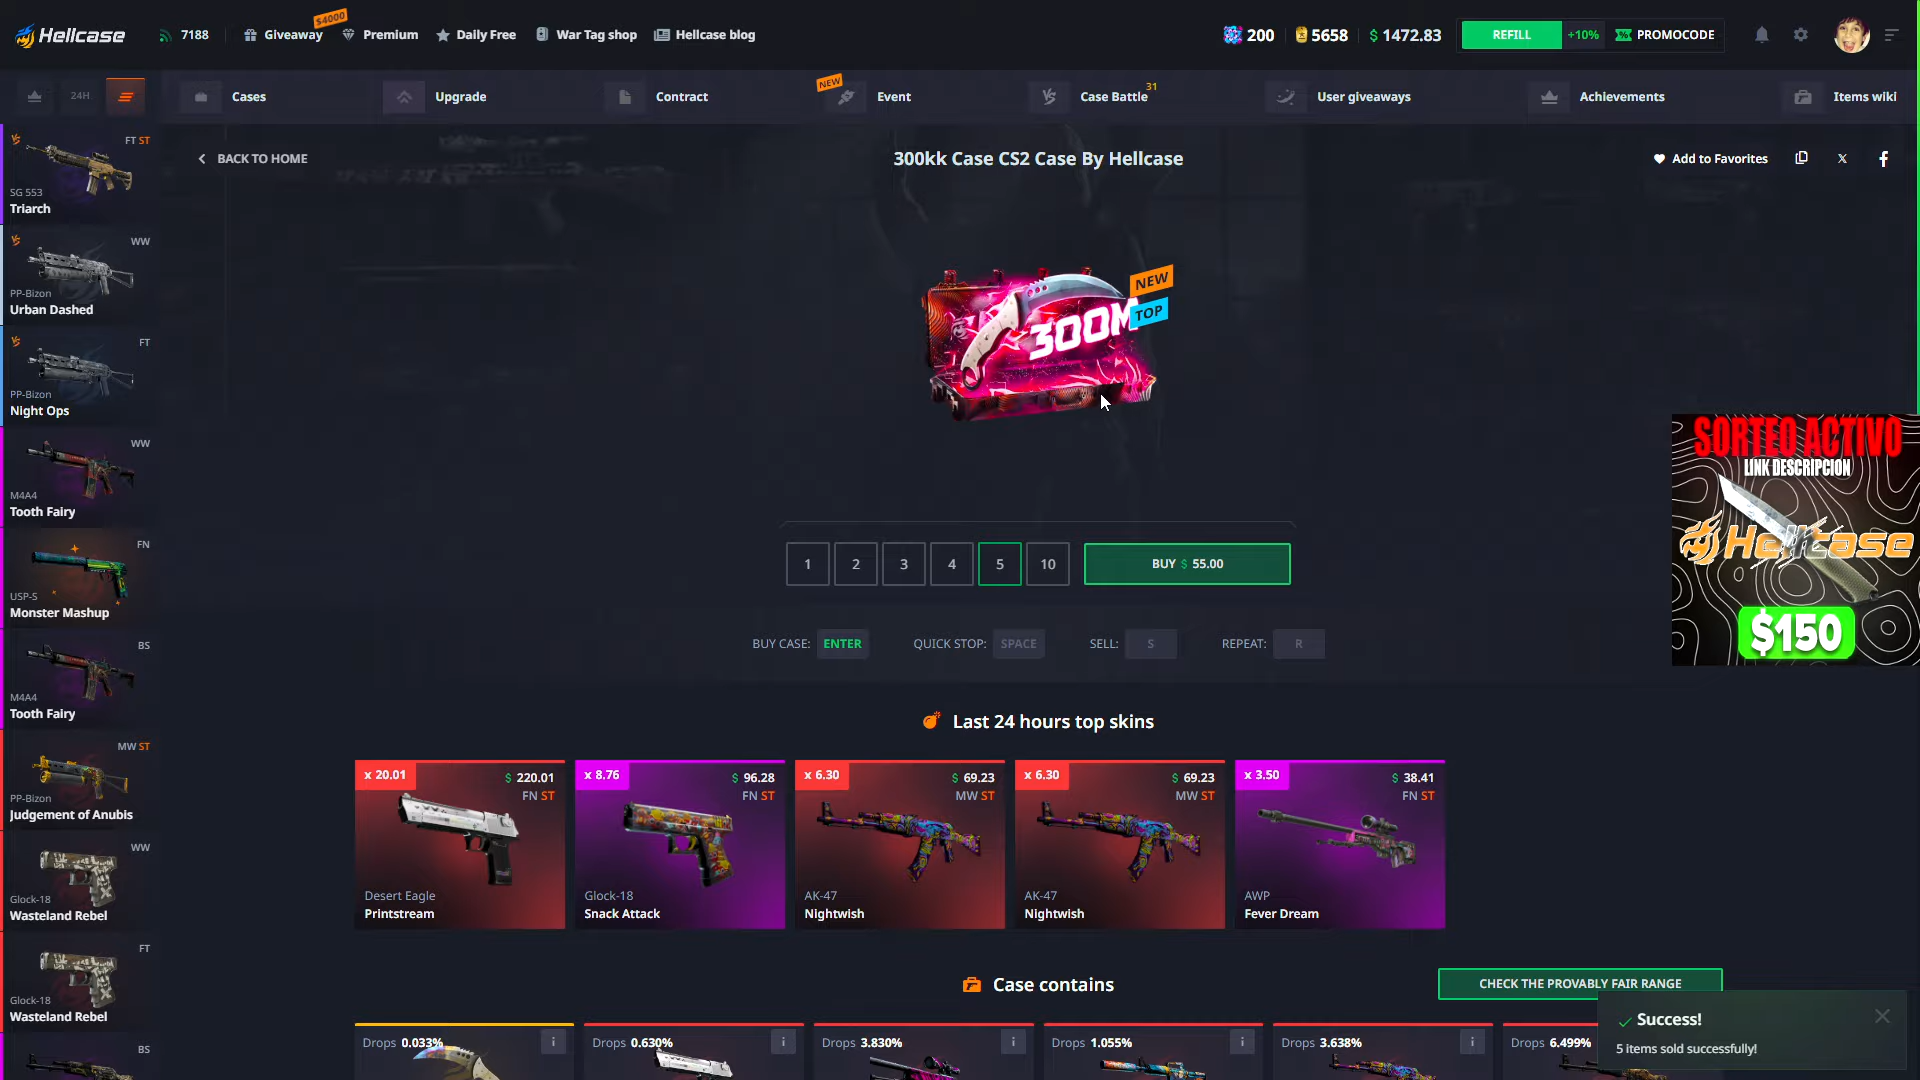 Hellcase
7188
Giveaway
$4000
Premium
Daily Free
War Tag shop
Hellcase blog
200
5658
$ 1472.83
REFILL
+10%
PROMOCODE
24H
Cases
Upgrade
Contract
NEW
Event
Case Battle
31
User giveaways
Achievements
Items wiki
BACK TO HOME
300kk Case CS2 Case By Hellcase
Add to Favorites
FT ST
SG 553
Triarch
WW
PP-Bizon
Urban Dashed
FT
PP-Bizon
Night Ops
WW
M4A4
Tooth Fairy
FN
USP-S
Monster Mashup
BS
M4A4
Tooth Fairy
MW ST
PP-Bizon
Judgement of Anubis
WW
Glock-18
Wasteland Rebel
FT
Glock-18
Wasteland Rebel
BS
300M
NEW
TOP
1
2
3
4
5
10
BUY $ 55.00
BUY CASE: ENTER
QUICK STOP: SPACE
SELL: S
REPEAT: R
SORTEO ACTIVO
LINK DESCRIPCION
Hellcase
$150
Last 24 hours top skins
x 20.01
$ 220.01
FN ST
Desert Eagle
Printstream
x 8.76
$ 96.28
FN ST
Glock-18
Snack Attack
x 6.30
$ 69.23
MW ST
AK-47
Nightwish
x 6.30
$ 69.23
MW ST
AK-47
Nightwish
x 3.50
$ 38.41
FN ST
AWP
Fever Dream
Case contains
CHECK THE PROVABLY FAIR RANGE
Drops 0.033%
Drops 0.630%
Drops 3.830%
Drops 1.055%
Drops 3.638%
Drops 6.499%
Success!
5 items sold successfully!